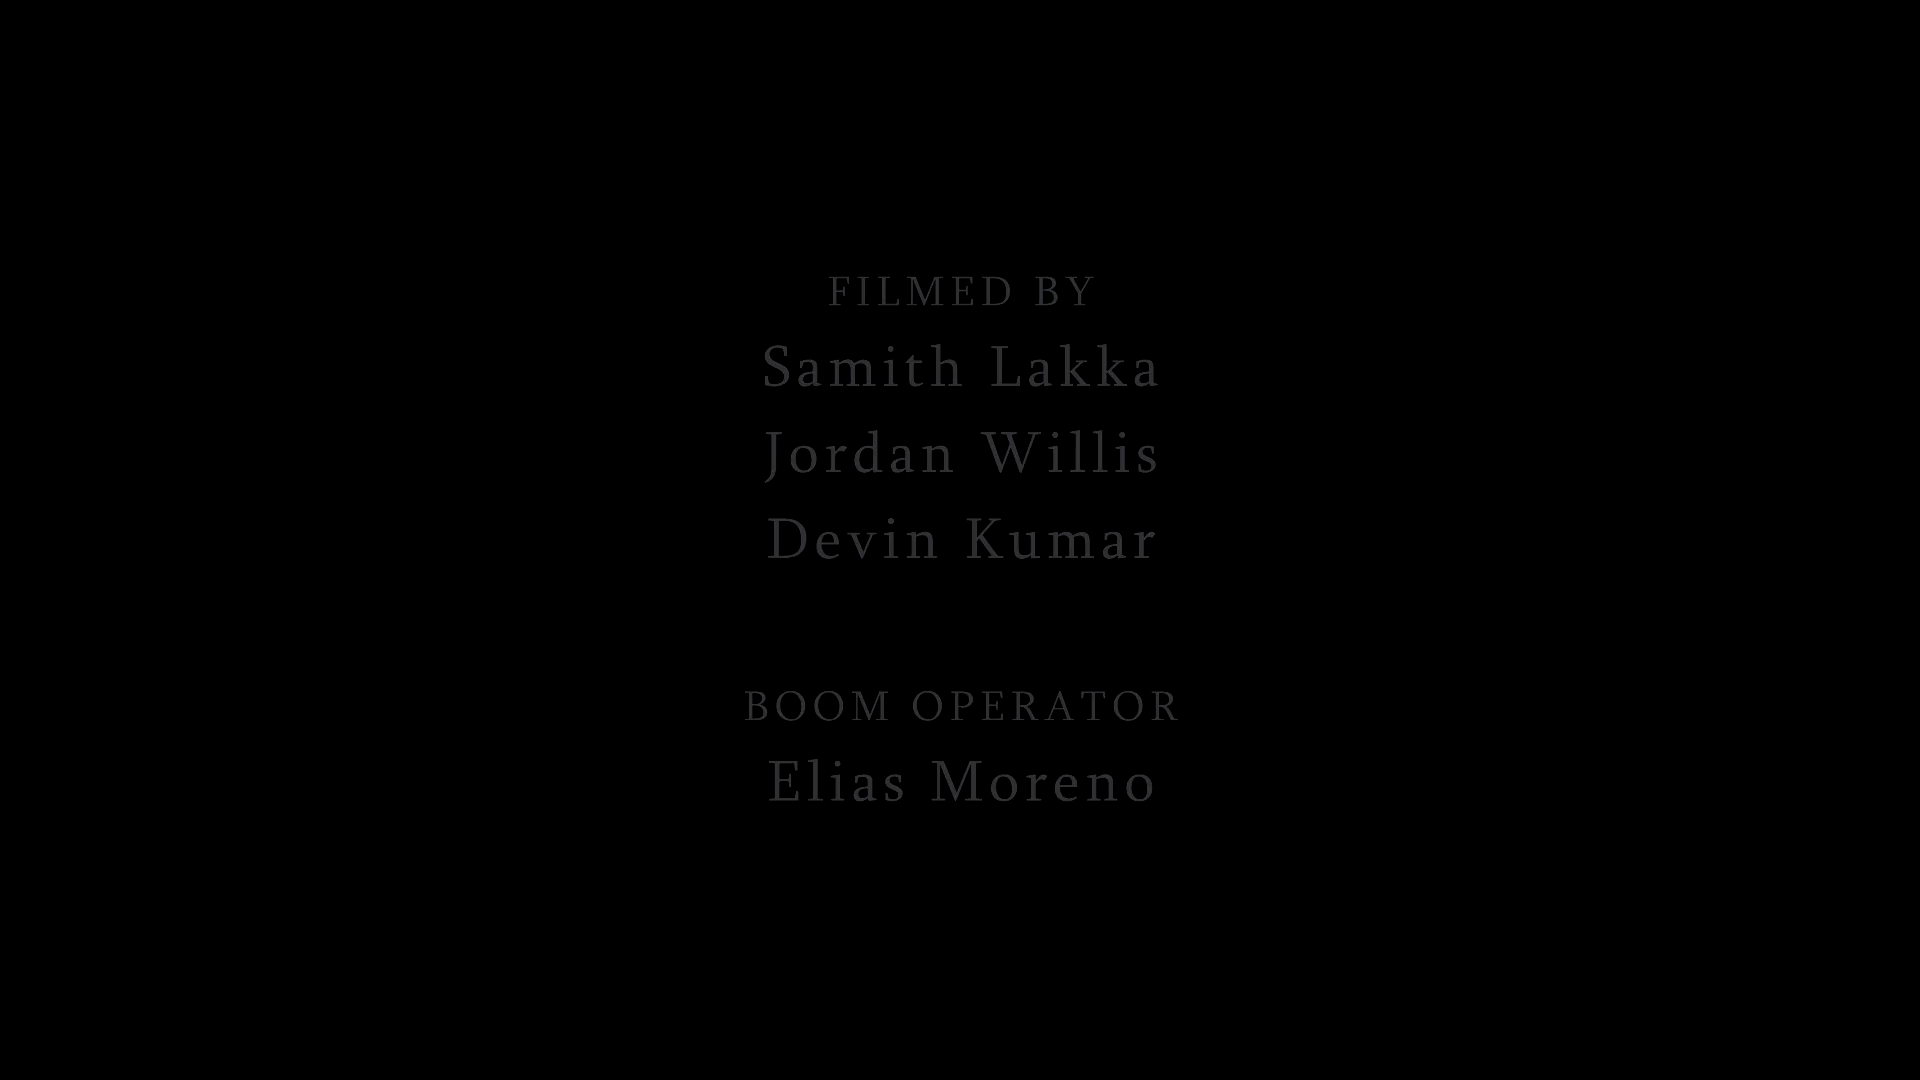 FILMED BY
Samith Lakka
Jordan Willis
Devin Kumar
BOOM OPERATOR
Elias Moreno